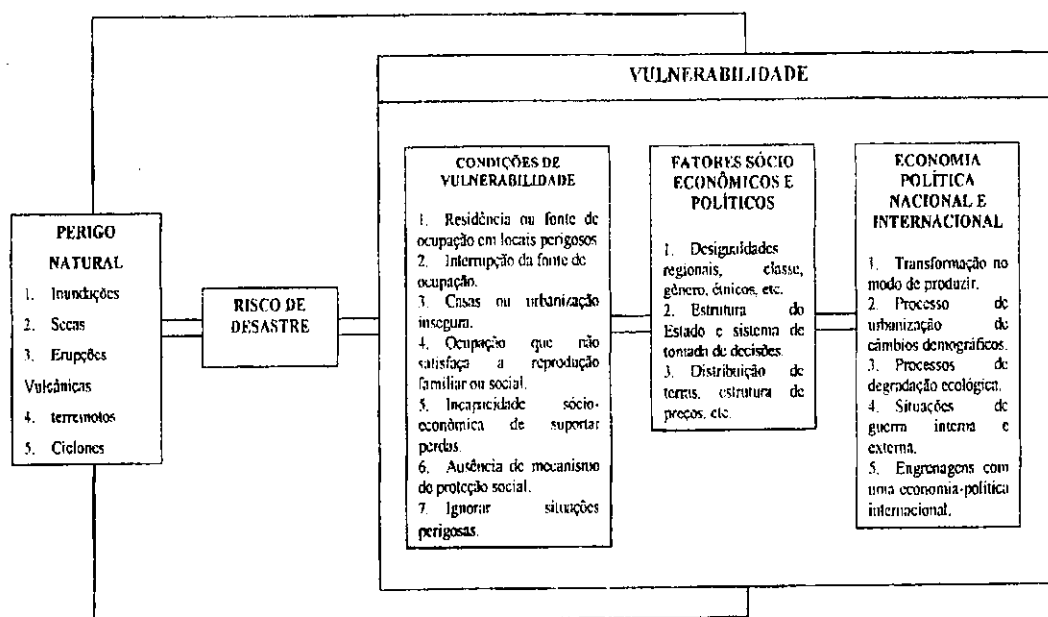 VULNERABILIDADE
PERIGO
NATURAL
1. Inundições
2. Secas
3. Erupções
Vulcânicas
4. terremotos
5. Ciclones
RISCO DE
DESASTRE
CONDIÇÕES DE
VULNERABILIDADE
1. Residência ou fonte de
ocupação em locais perigosos
2. Interrupção da fonte de
ocupação.
3. Casas ou urbanização
insegura.
4. Ocupação que não
satisfaça a reprodução
familiar ou social.
5. Incapacidade sócio-
econômica de suportar
perdas.
6. Ausência de mecanismo
de proteção social.
7. Ignorar situações
perigosas.
FATORES SÓCIO
ECONÔMICOS E
POLÍTICOS
1. Desigualdades
regionais, classe,
gênero, étnicos, etc.
2. Estrutura do
Estado e sistema de
tomada de decisões.
3. Distribuição de
terras, estrutura de
preços, etc.
ECONOMIA
POLÍTICA
NACIONAL E
INTERNACIONAL
1. Transformação no
modo de produzir.
2. Processo de
urbanização de
câmbios demográficos.
3. Processos de
degradação ecológica.
4. Situações de
guerra interna e
externa.
5. Engrenagens com
uma economia-política
internacional.